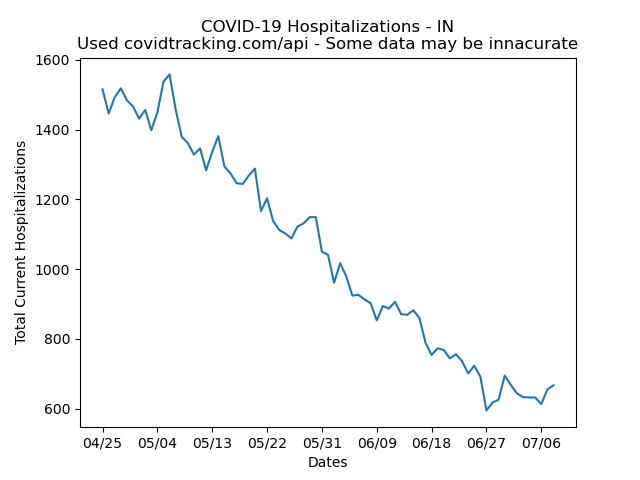 COVID-19 Hospitalizations - IN
Used covidtracking.com/api - Some data may be innacurate
Total Current Hospitalizations
1600
1400
1200
1000
800
600
04/25 05/04 05/13 05/22 05/31 06/09 06/18 06/27 07/06
Dates